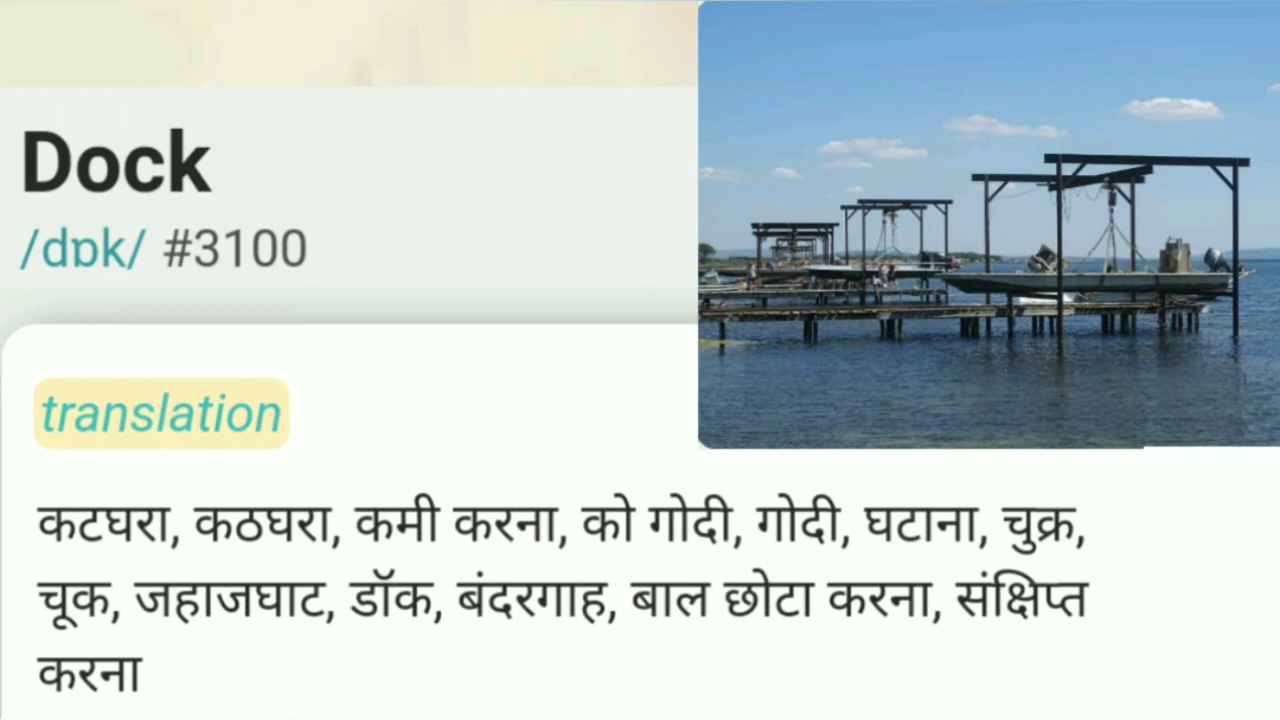 Dock
/dɒk/ #3100
translation
कटघरा, कठघरा, कमी करना, को गोदी, गोदी, घटाना, चुक्र,
चूक, जहाजघाट, डॉक, बंदरगाह, बाल छोटा करना, संक्षिप्त
करना